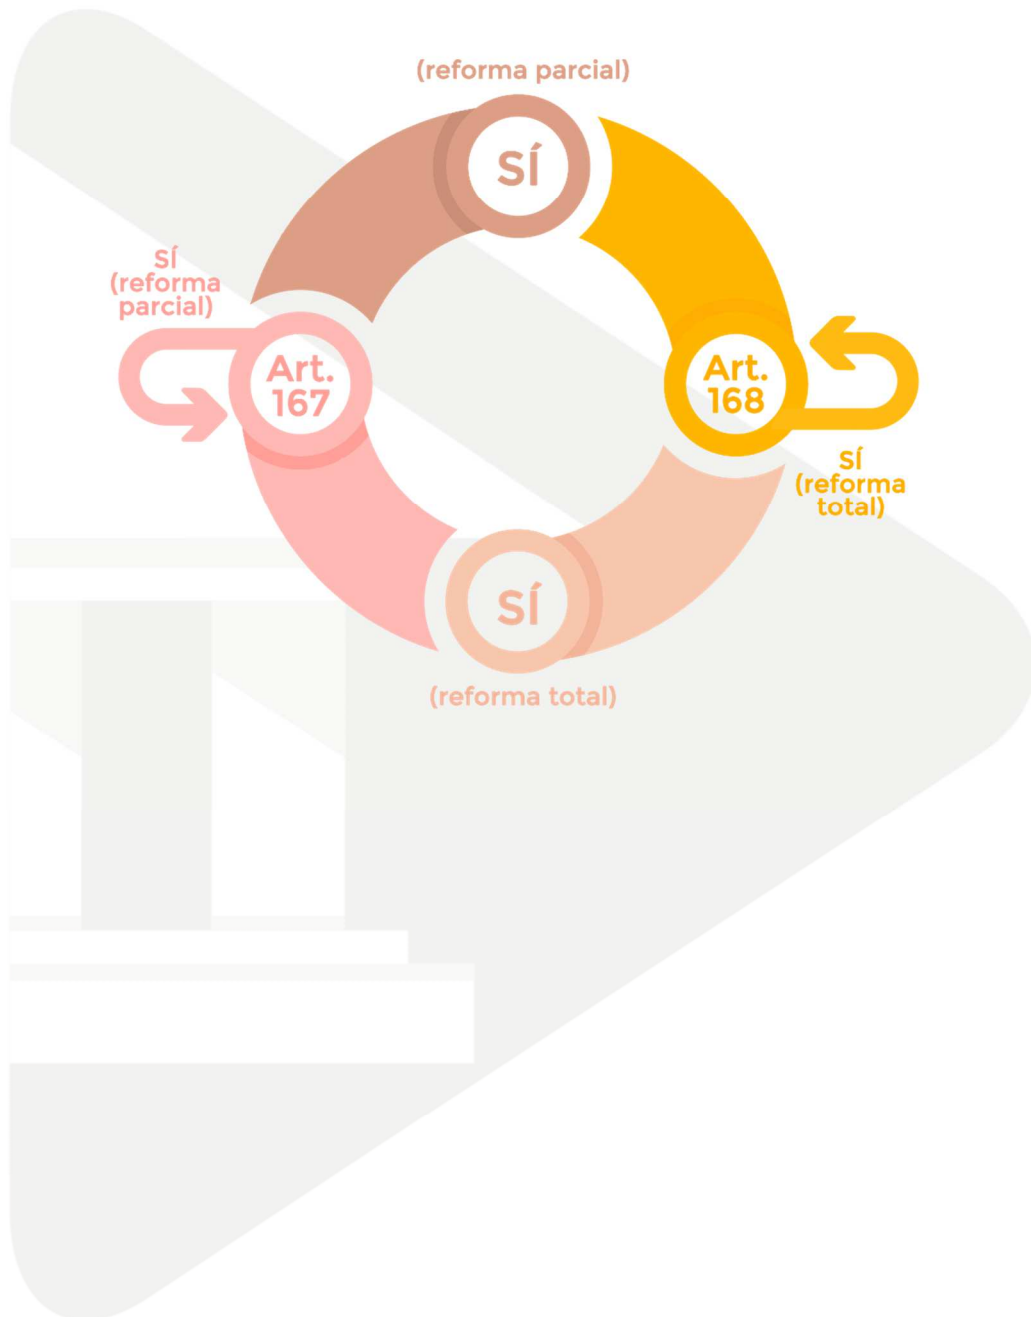 (reforma parcial)
SÍ
SÍ
(reforma
parcial)
Art.
167
Art.
168
SÍ
(reforma
total)
SÍ
(reforma total)